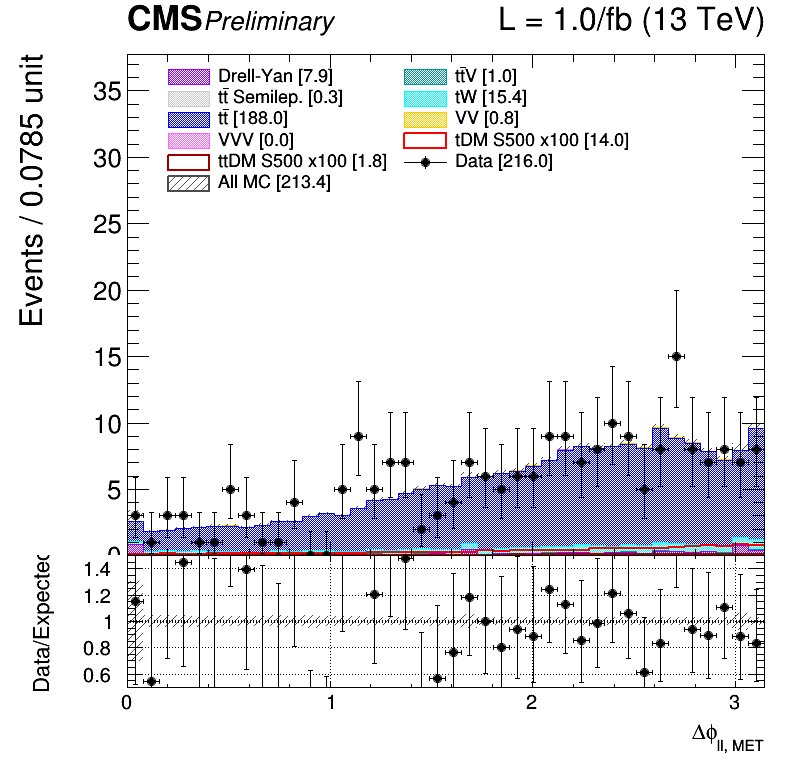 CMS Preliminary L = 1.0/fb (13 TeV)
Events / 0.0785 unit
35
30
25
20
15
10
5
0
Drell-Yan [7.9] tt̄V [1.0]
tt̄ Semilep. [0.3] tW [15.4]
tt̄ [188.0] VV [0.8]
VVV [0.0] tDM S500 x100 [14.0]
ttDM S500 x100 [1.8] Data [216.0]
All MC [213.4]
Data/Expected
1.4
1.2
1
0.8
0.6
0 1 2 3
Δϕ_ll, MET